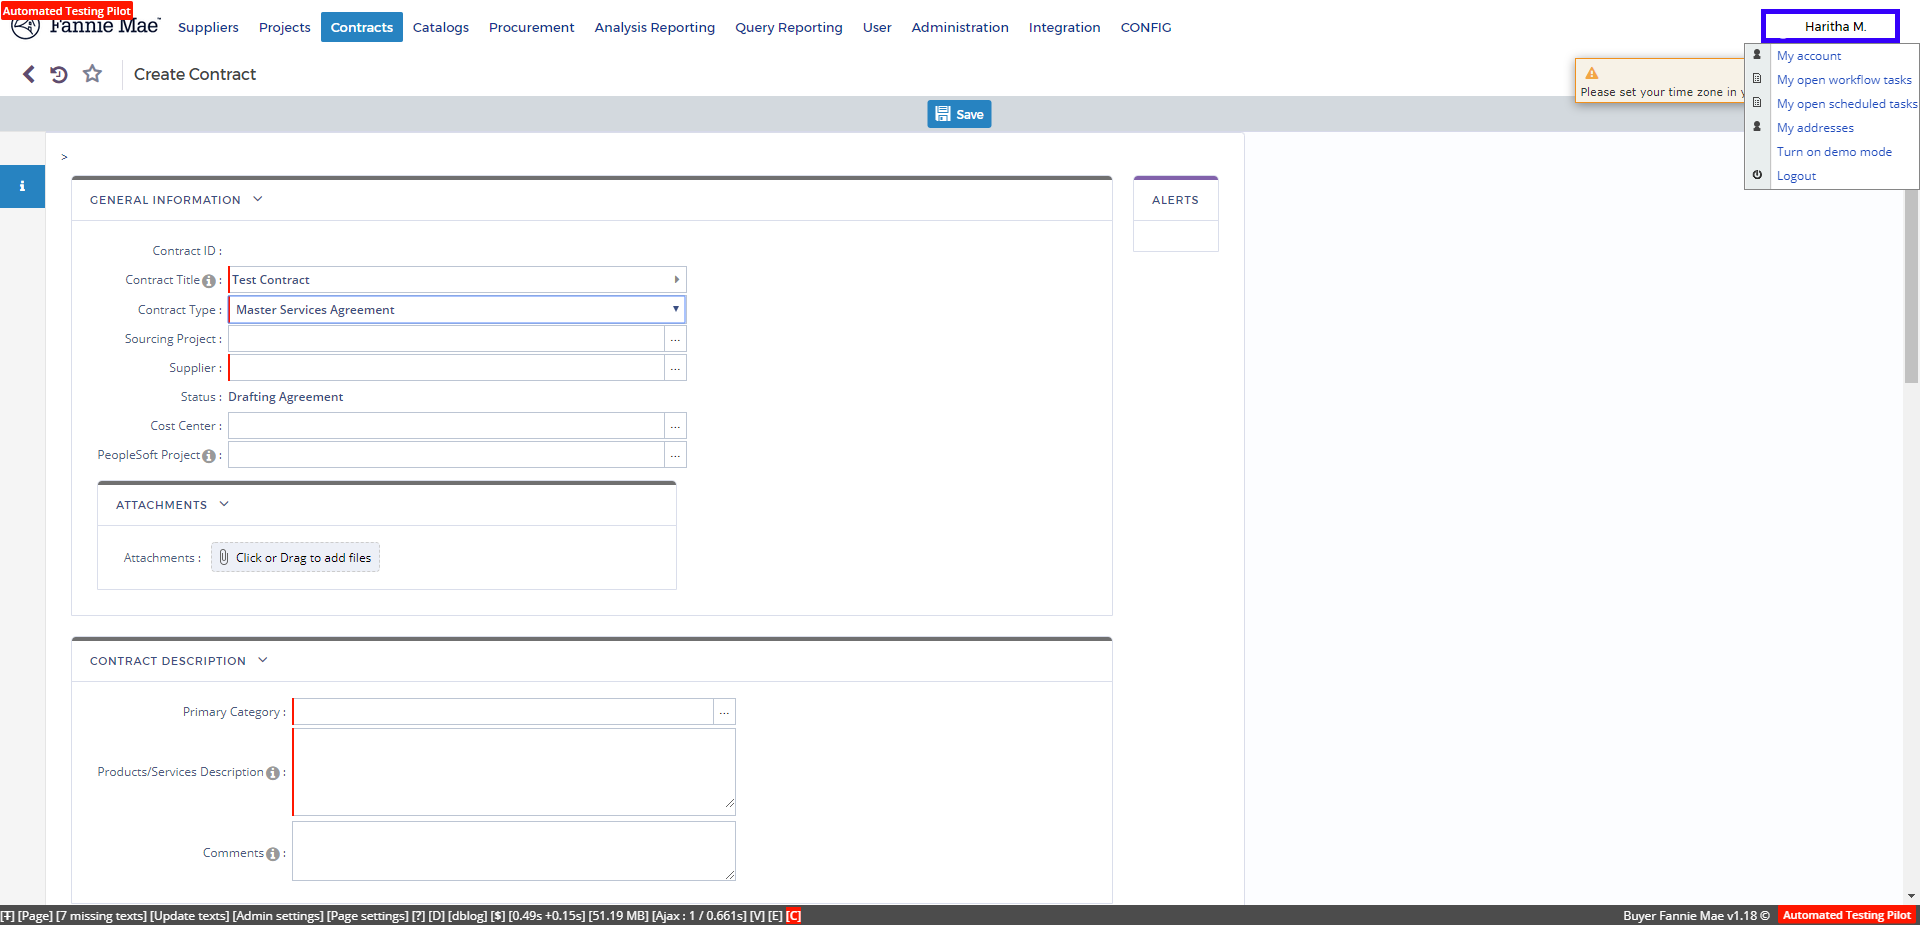 Automated Testing Pilot
Fannie Mae
Suppliers Projects Contracts Catalogs Procurement Analysis Reporting Query Reporting User Administration Integration CONFIG
Haritha M.
My account
My open workflow tasks
My open scheduled tasks
My addresses
Turn on demo mode
Logout
Create Contract
Please set your time zone in y
Save
>
GENERAL INFORMATION
ALERTS
Contract ID :
Contract Title : Test Contract
Contract Type : Master Services Agreement
Sourcing Project : ...
Supplier : ...
Status : Drafting Agreement
Cost Center : ...
PeopleSoft Project : ...
ATTACHMENTS
Attachments : Click or Drag to add files
CONTRACT DESCRIPTION
Primary Category : ...
Products/Services Description :
Comments :
[T] [Page] [7 missing texts] [Update texts] [Admin settings] [Page settings] [?] [D] [dblog] [$] [0.49s +0.15s] [51.19 MB] [Ajax : 1 / 0.661s] [V] [E] [C]
Buyer Fannie Mae v1.18 © Automated Testing Pilot